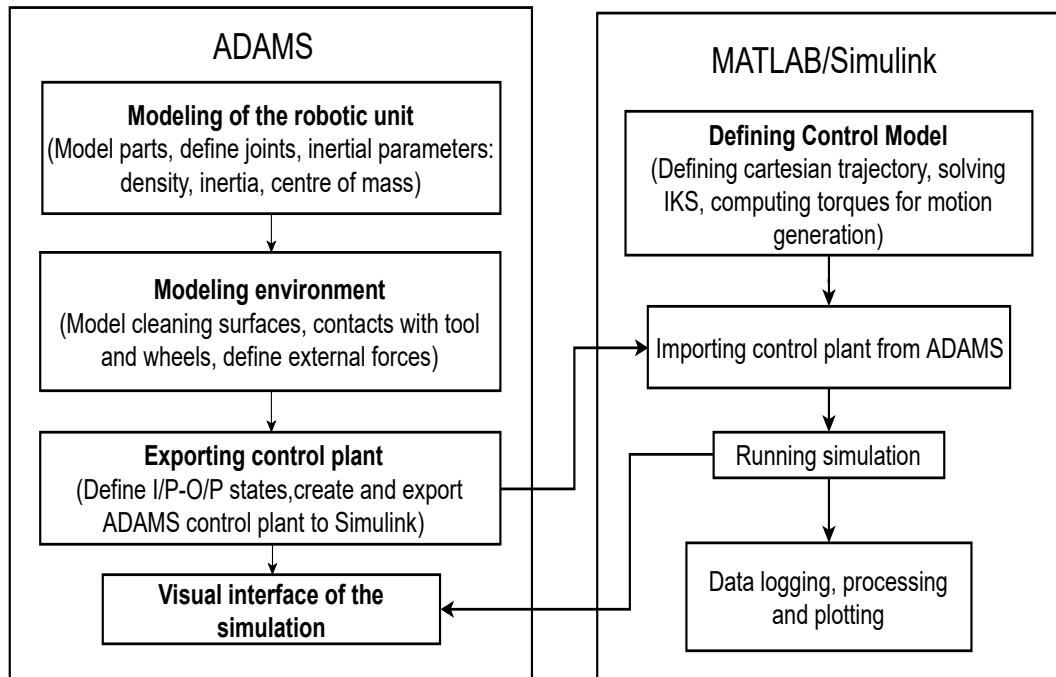 ADAMS
Modeling of the robotic unit
(Model parts, define joints, inertial parameters:
density, inertia, centre of mass)
Modeling environment
(Model cleaning surfaces, contacts with tool
and wheels, define external forces)
Exporting control plant
(Define I/P-O/P states,create and export
ADAMS control plant to Simulink)
Visual interface of the
simulation
MATLAB/Simulink
Defining Control Model
(Defining cartesian trajectory, solving
IKS, computing torques for motion
generation)
Importing control plant from ADAMS
Running simulation
Data logging, processing
and plotting